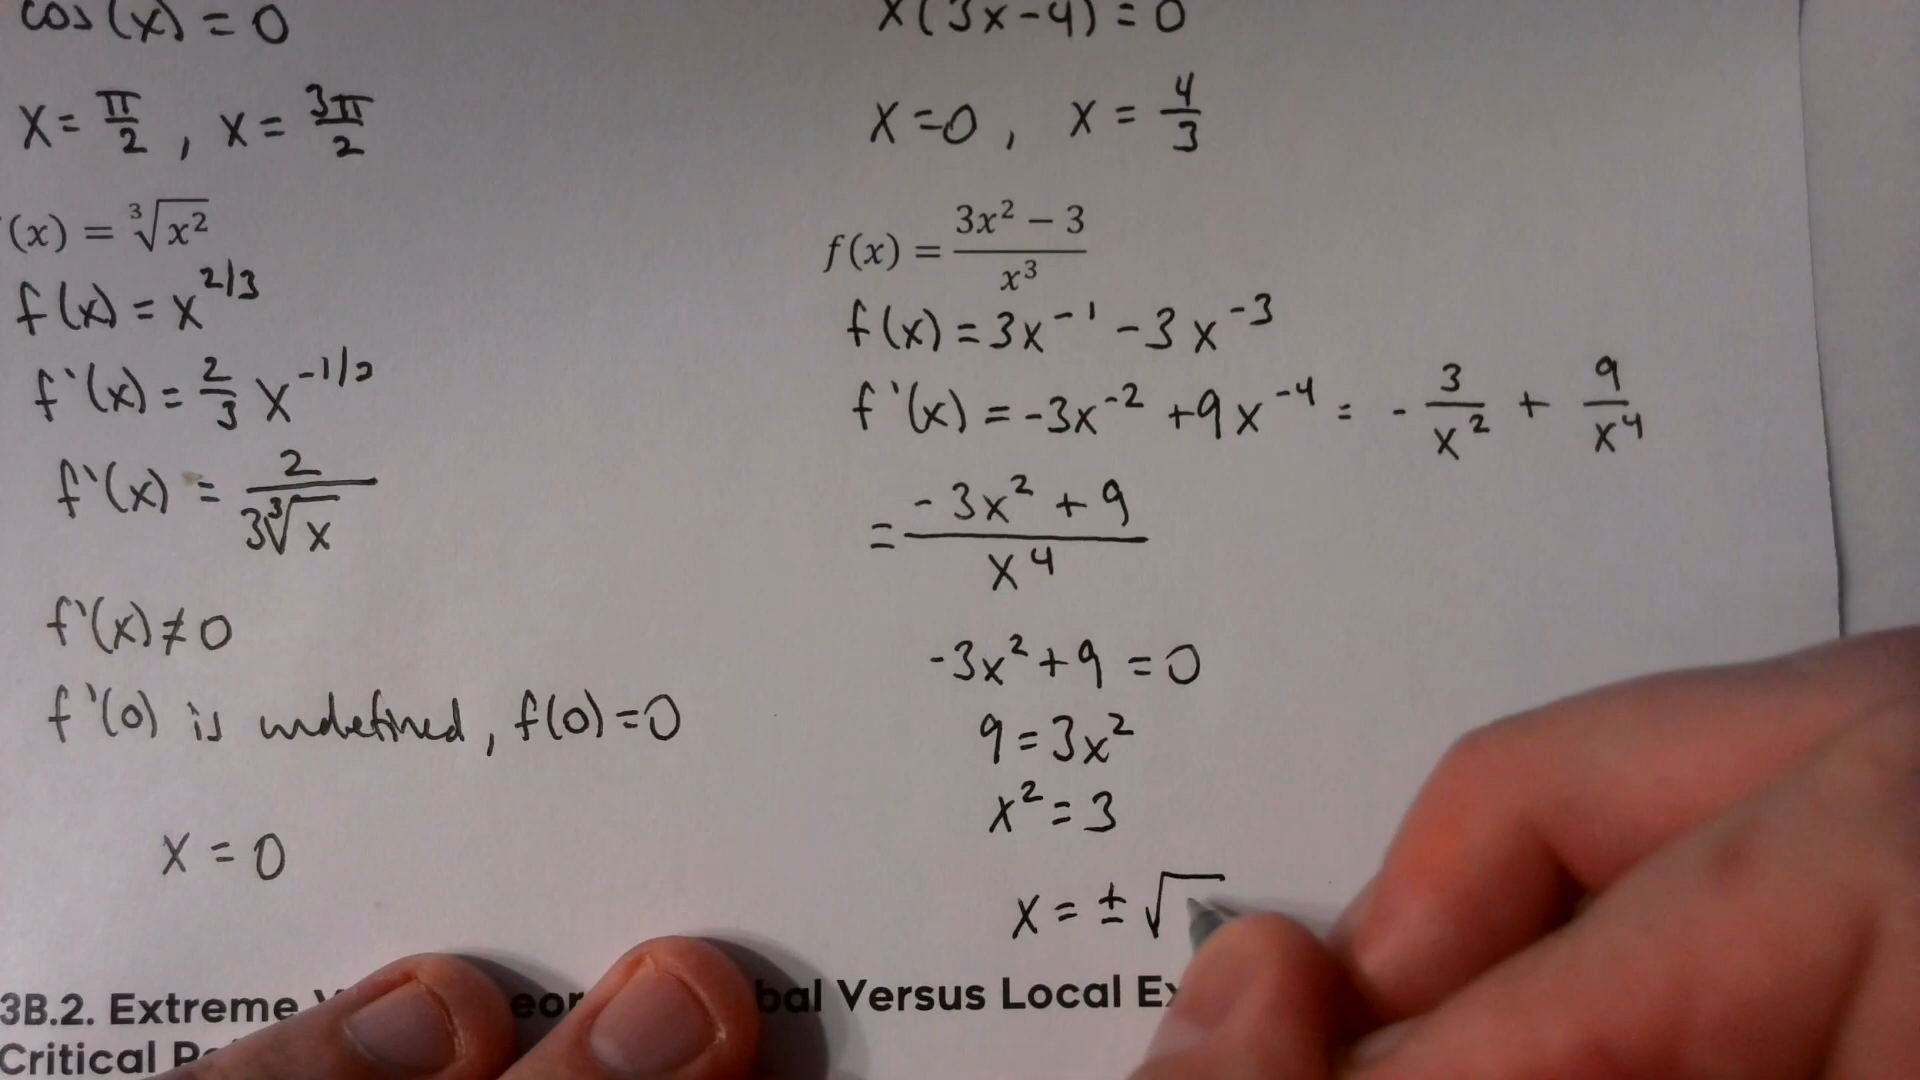 cos(x) = 0
x = π/2 , x = 3π/2
(x) = ∛x²
f(x) = x^2/3
f'(x) = 2/3 x^-1/3
f'(x) = 2/3∛x
f'(x) ≠ 0
f'(0) is undefined, f(0) = 0
x = 0
x(3x-4) = 0
x = 0 , x = 4/3
f(x) = 3x² − 3/x³
f(x) = 3x^-1 - 3x^-3
f'(x) = -3x^-2 + 9x^-4 = - 3/x² + 9/x⁴
= -3x² + 9/x⁴
-3x² + 9 = 0
9 = 3x²
x² = 3
x = ± √
3B.2. Extreme Versus Local
Critical